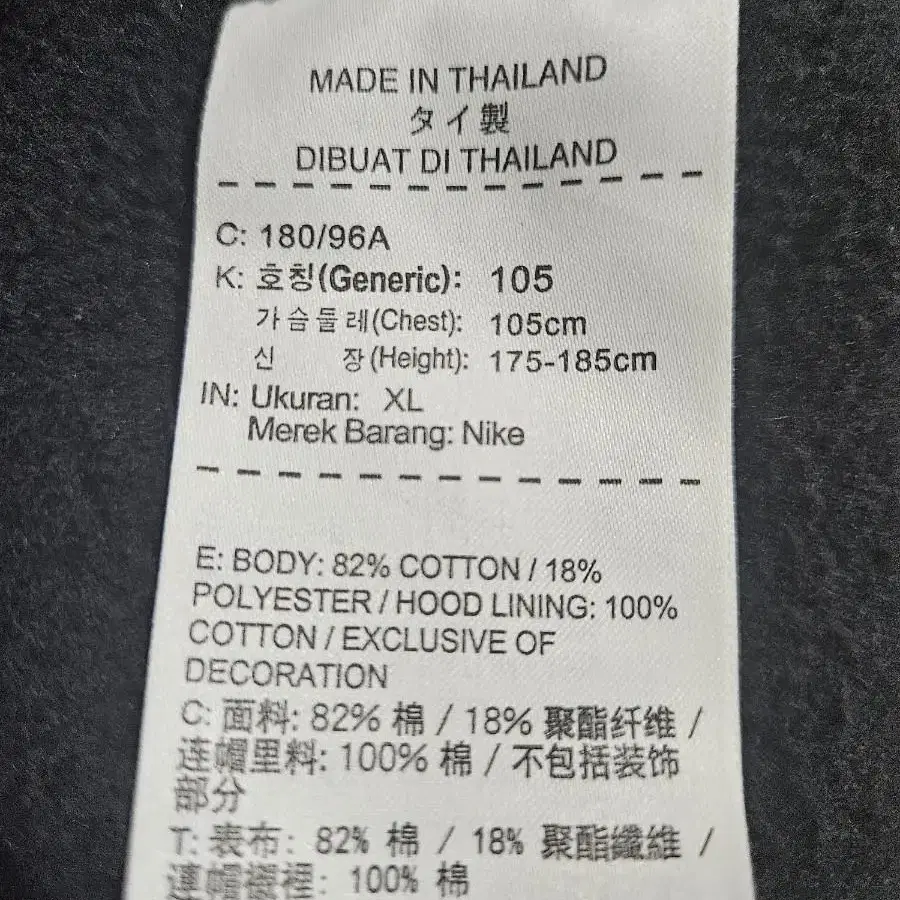 MADE IN THAILAND
タイ製
DIBUAT DI THAILAND
C: 180/96A
K: 호칭(Generic): 105
가슴둘레(Chest): 105cm
신 장(Height): 175-185cm
IN: Ukuran: XL
Merek Barang: Nike
E: BODY: 82% COTTON / 18%
POLYESTER / HOOD LINING: 100%
COTTON / EXCLUSIVE OF
DECORATION
C: 面料: 82% 棉 / 18% 聚酯纤维 /
连帽里料: 100% 棉 / 不包括装饰
部分
T: 表布: 82% 棉 / 18% 聚酯纖維 /
連帽襯裡: 100% 棉